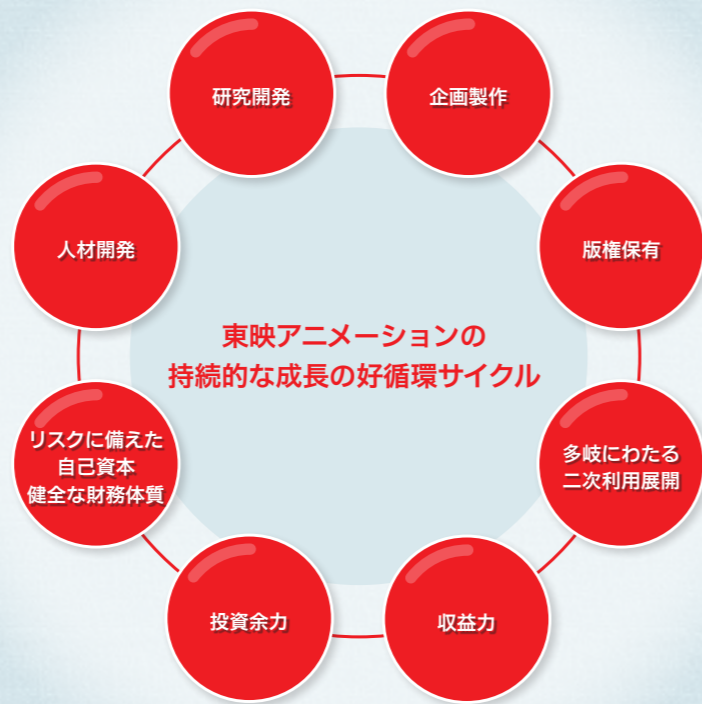 研究開発
企画製作
人材開発
版権保有
東映アニメーションの
持続的な成長の好循環サイクル
リスクに備えた
自己資本
健全な財務体質
多岐にわたる
二次利用展開
投資余力
収益力